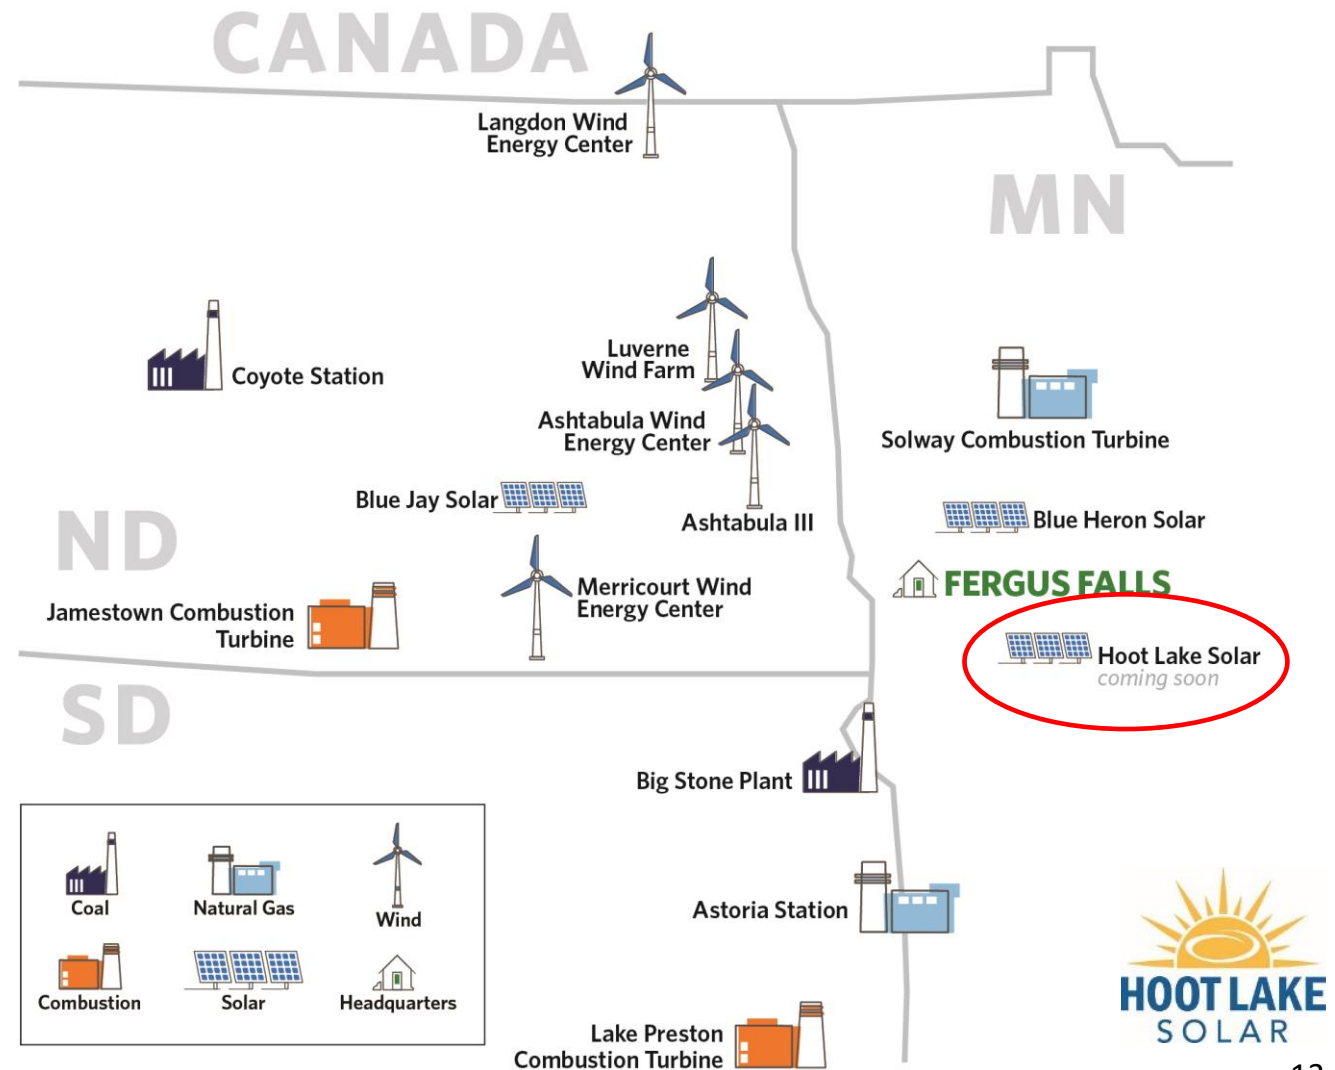 CANADA
Langdon Wind
Energy Center
MN
Luverne
Wind Farm
Coyote Station
Ashtabula Wind
Energy Center
Solway Combustion Turbine
Blue Jay Solar
Ashtabula III
Blue Heron Solar
ND
FERGUS FALLS
Merricourt Wind
Energy Center
Jamestown Combustion
Turbine
Hoot Lake Solar
coming soon
SD
Big Stone Plant
Coal
Natural Gas
Wind
Combustion
Solar
Headquarters
Astoria Station
Lake Preston
Combustion Turbine
HOOT LAKE
SOLAR